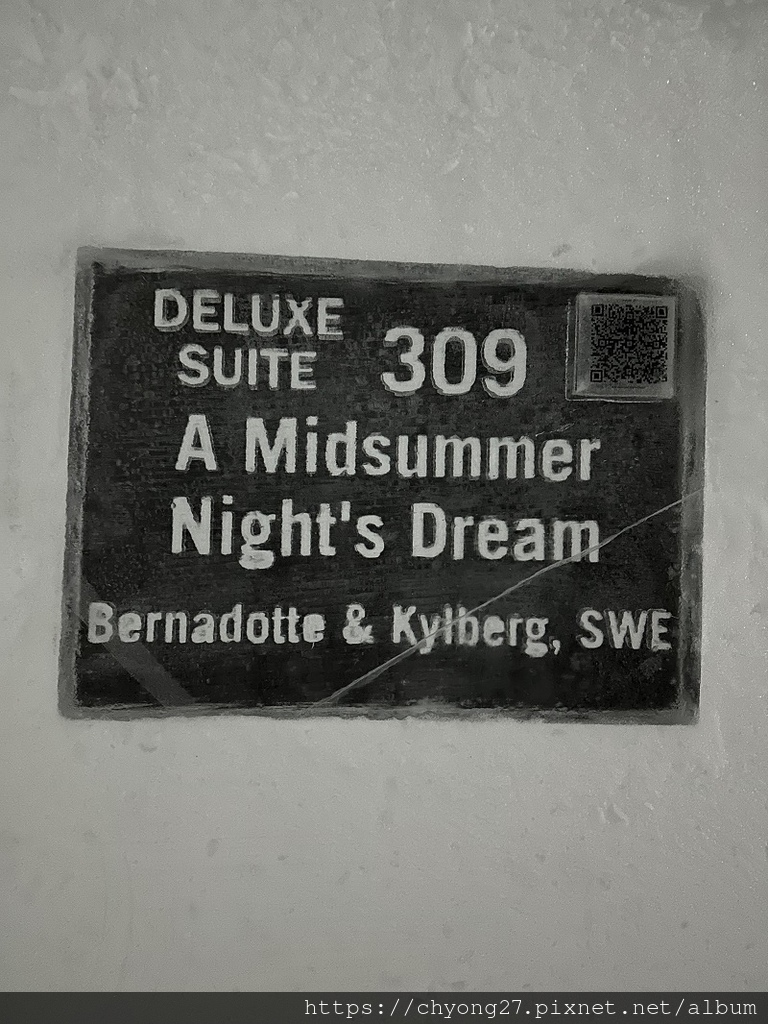 DELUXE
SUITE 309
A Midsummer
Night's Dream
Bernadotte & Kylberg, SWE
https://chyong27.pixnet.net/album